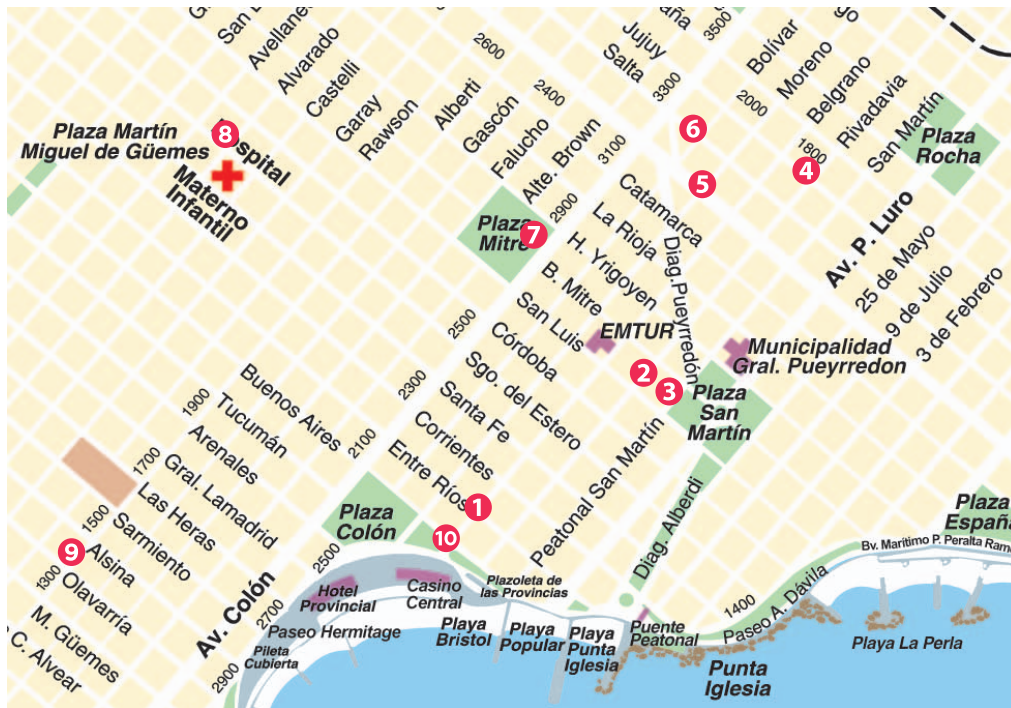 San
Avellane
Alvarado
Castelli
Garay
Rawson
2600
Alberti
Gascón
Falucho
Alte. Brown
2400
aña
Jujuy
Salta
3500
3300
3100
2900
Bolívar
Moreno
Belgrano
Rivadavia
San Martín
2000
1800
go
Plaza
Rocha
6
5
4
8
Plaza Martín
Miguel de Güemes
Hospital
Materno
Infantil
Plaza
Mitre
7
Catamarca
La Rioja
H. Yrigoyen
B. Mitre
San Luis
Córdoba
Sgo. del Estero
Santa Fe
Corrientes
Entre Ríos
Diag.Pueyrredón
Av. P. Luro
25 de Mayo
9 de Julio
3 de Febrero
EMTUR
Municipalidad
Gral. Pueyrredon
2
3
Plaza
San
Martín
2500
2300
2100
1900
1700
1500
1300
Buenos Aires
Tucumán
Arenales
Gral. Lamadrid
Las Heras
Sarmiento
Alsina
Olavarría
M. Güemes
C. Alvear
9
Plaza
Colón
1
10
Peatonal San Martín
Diag. Alberdi
Plaza
España
Bv. Marítimo P. Peralta Ram
2500
2700
2900
Av. Colón
Hotel
Provincial
Casino
Central
Plazoleta de
las Provincias
Paseo Hermitage
Pileta
Cubierta
Playa
Bristol
Playa
Popular
Playa
Punta
Iglesia
Puente
Peatonal
1400
Paseo A. Dávila
Punta
Iglesia
Playa La Perla